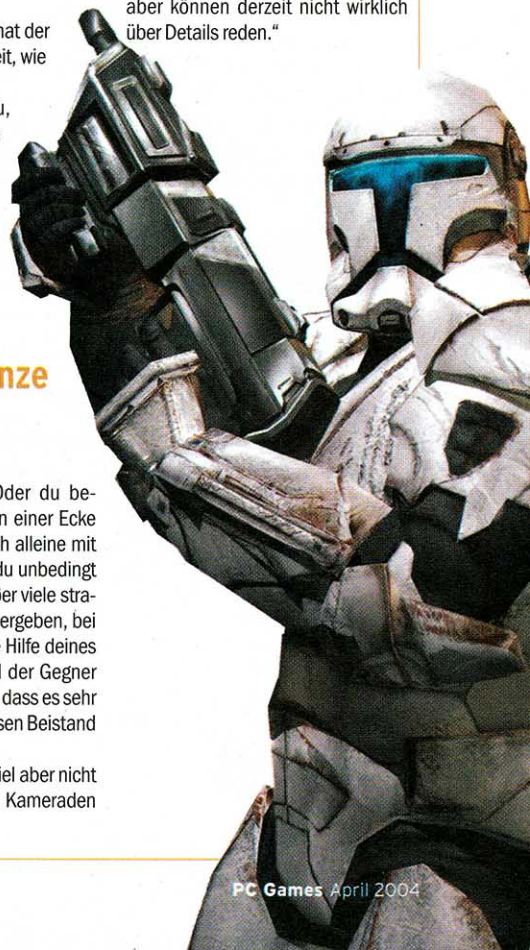 aber können derzeit nicht wirklich
über Details reden.“
hat der
eit, wie
u,
nze
Oder du be-
n einer Ecke
h alleine mit
du unbedingt
er viele stra-
ergeben, bei
Hilfe deines
der Gegner
dass es sehr
sen Beistand
iel aber nicht
Kameraden
PC Games April 2004